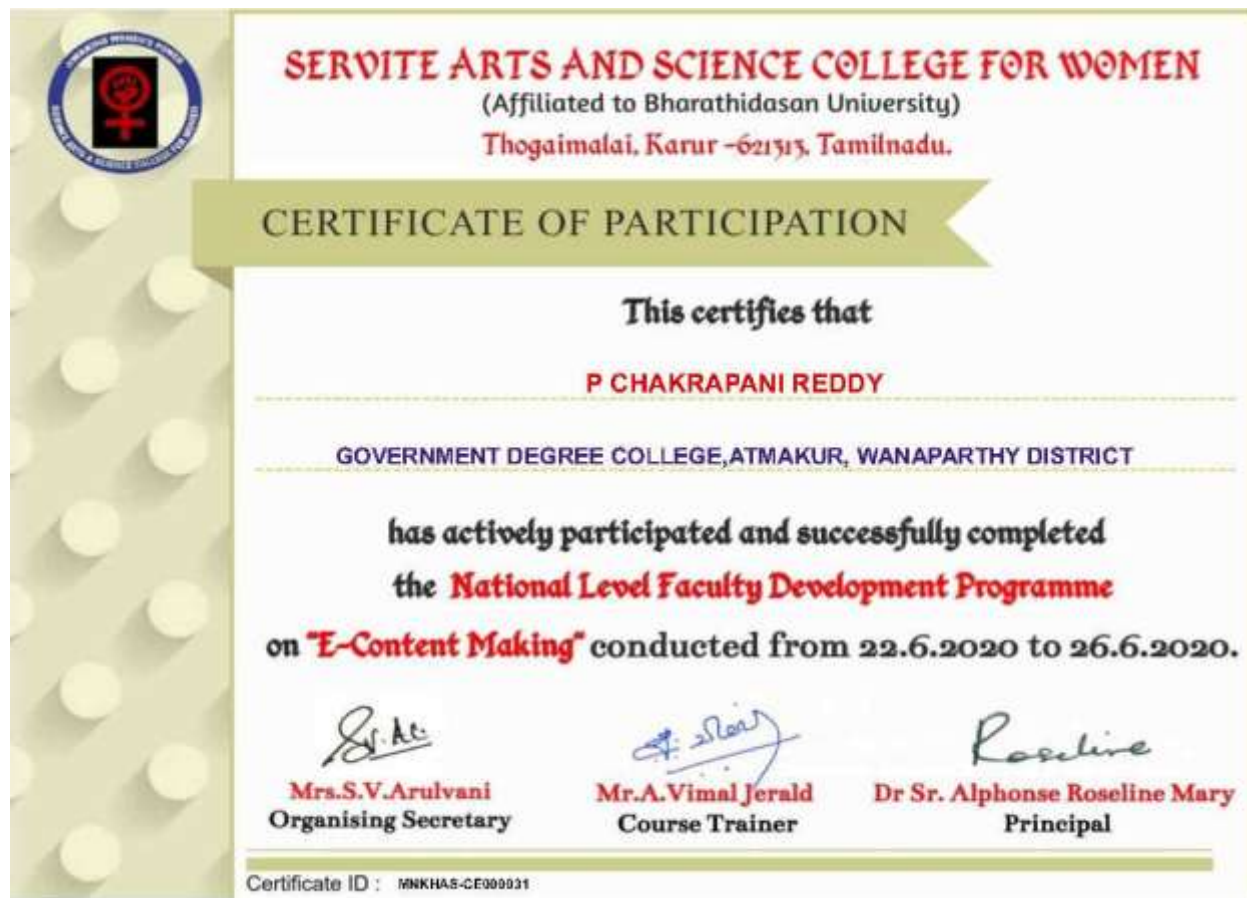 SERVITE ARTS AND SCIENCE COLLEGE FOR WOMEN
(Affiliated to Bharathidasan University)
Thogaimalai, Karur -621313, Tamilnadu.
CERTIFICATE OF PARTICIPATION
This certifies that
P CHAKRAPANI REDDY
GOVERNMENT DEGREE COLLEGE,ATMAKUR, WANAPARTHY DISTRICT
has actively participated and successfully completed
the National Level Faculty Development Programme
on "E-Content Making" conducted from 22.6.2020 to 26.6.2020.
Roseline
Mrs.S.V.Arulvani
Mr.A.Vimal Jerald
Dr Sr. Alphonse Roseline Mary
Organising Secretary
Course Trainer
Principal
Certificate ID : MNKHAS-CE000031